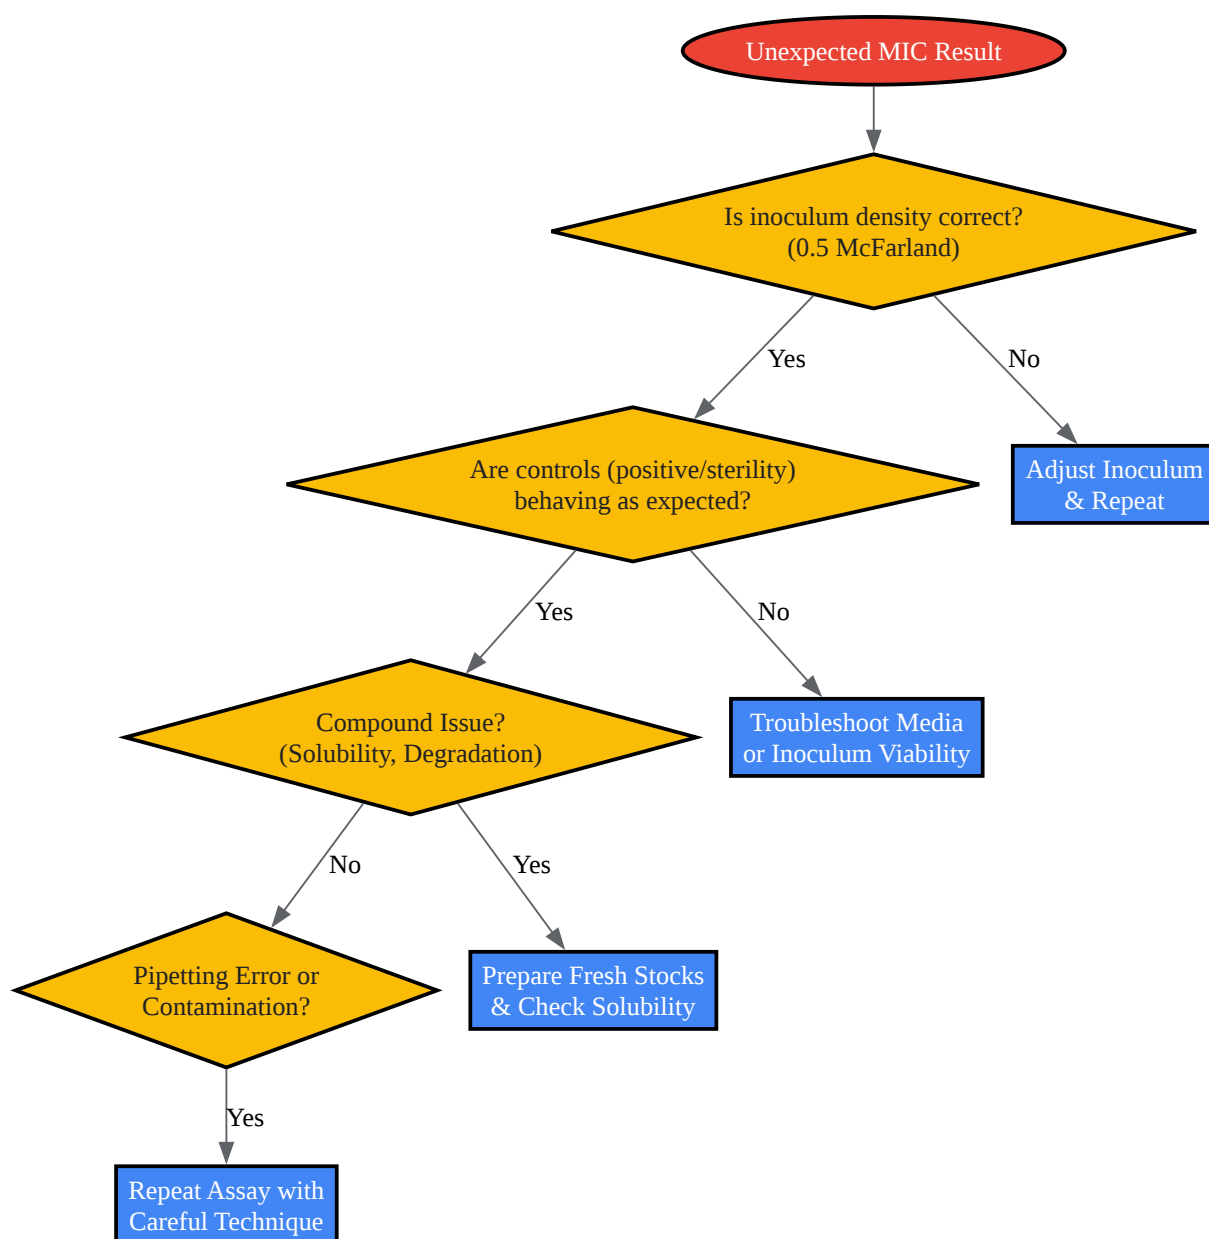 Unexpected MIC Result
Is inoculum density correct?
(0.5 McFarland)
Yes
No
Are controls (positive/sterility)
behaving as expected?
Adjust Inoculum
& Repeat
Yes
No
Compound Issue?
(Solubility, Degradation)
Troubleshoot Media
or Inoculum Viability
No
Yes
Pipetting Error or
Contamination?
Prepare Fresh Stocks
& Check Solubility
Yes
Repeat Assay with
Careful Technique